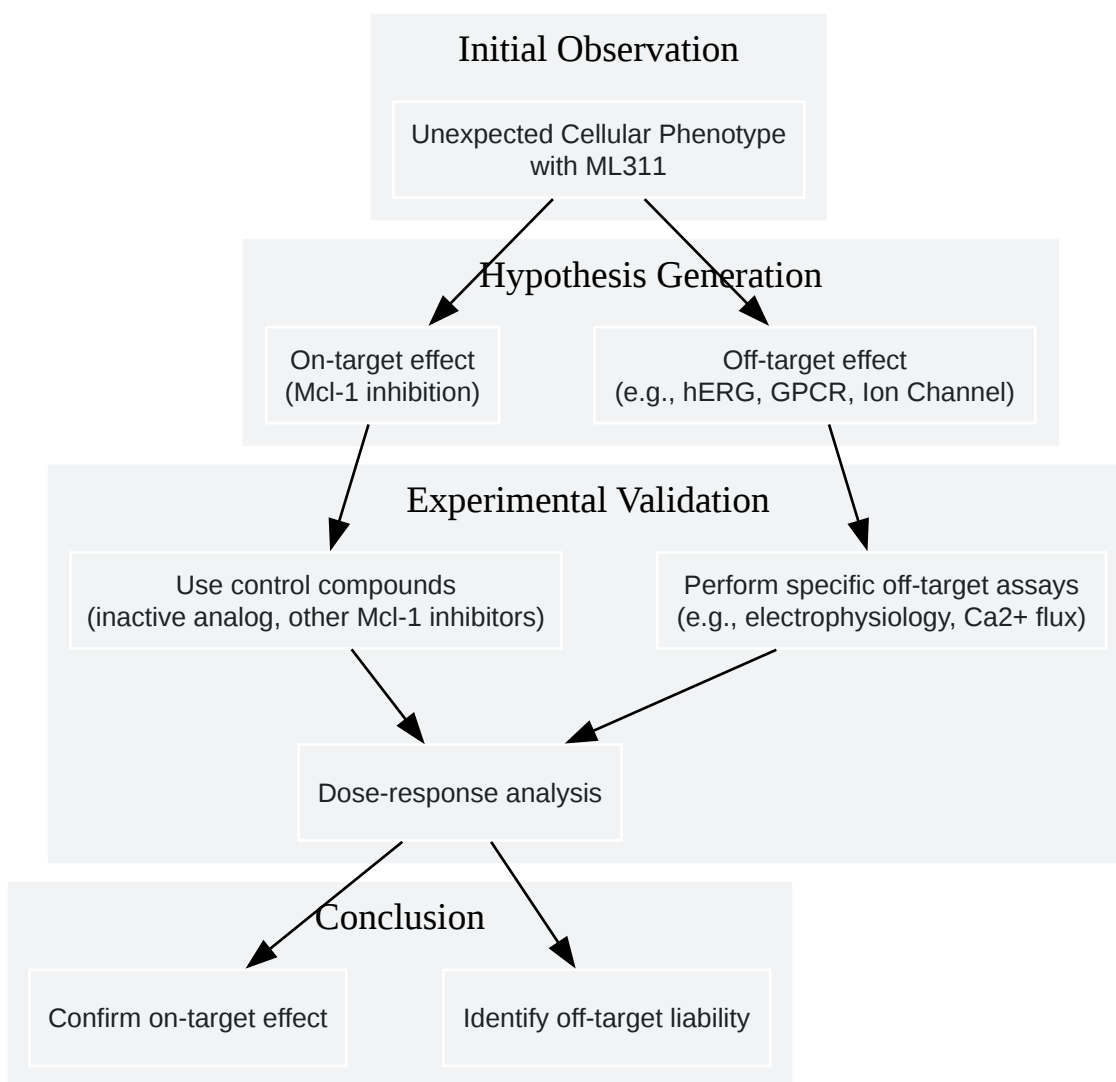 Initial Observation
Unexpected Cellular Phenotype
with ML311
Hypothesis Generation
On-target effect
(Mcl-1 inhibition)
Off-target effect
(e.g., hERG, GPCR, Ion Channel)
Experimental Validation
Use control compounds
(inactive analog, other Mcl-1 inhibitors)
Perform specific off-target assays
(e.g., electrophysiology, Ca2+ flux)
Dose-response analysis
Conclusion
Confirm on-target effect
Identify off-target liability